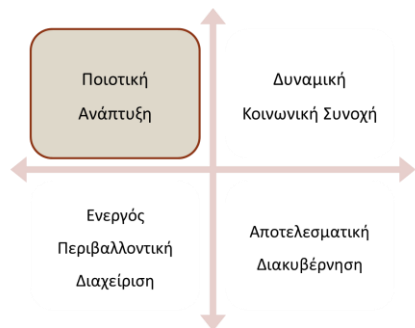 Ποιοτική
Ανάπτυξη
Δυναμική
Κοινωνική Συνοχή
Ενεργός
Περιβαλλοντική
Διαχείριση
Αποτελεσματική
Διακυβέρνηση